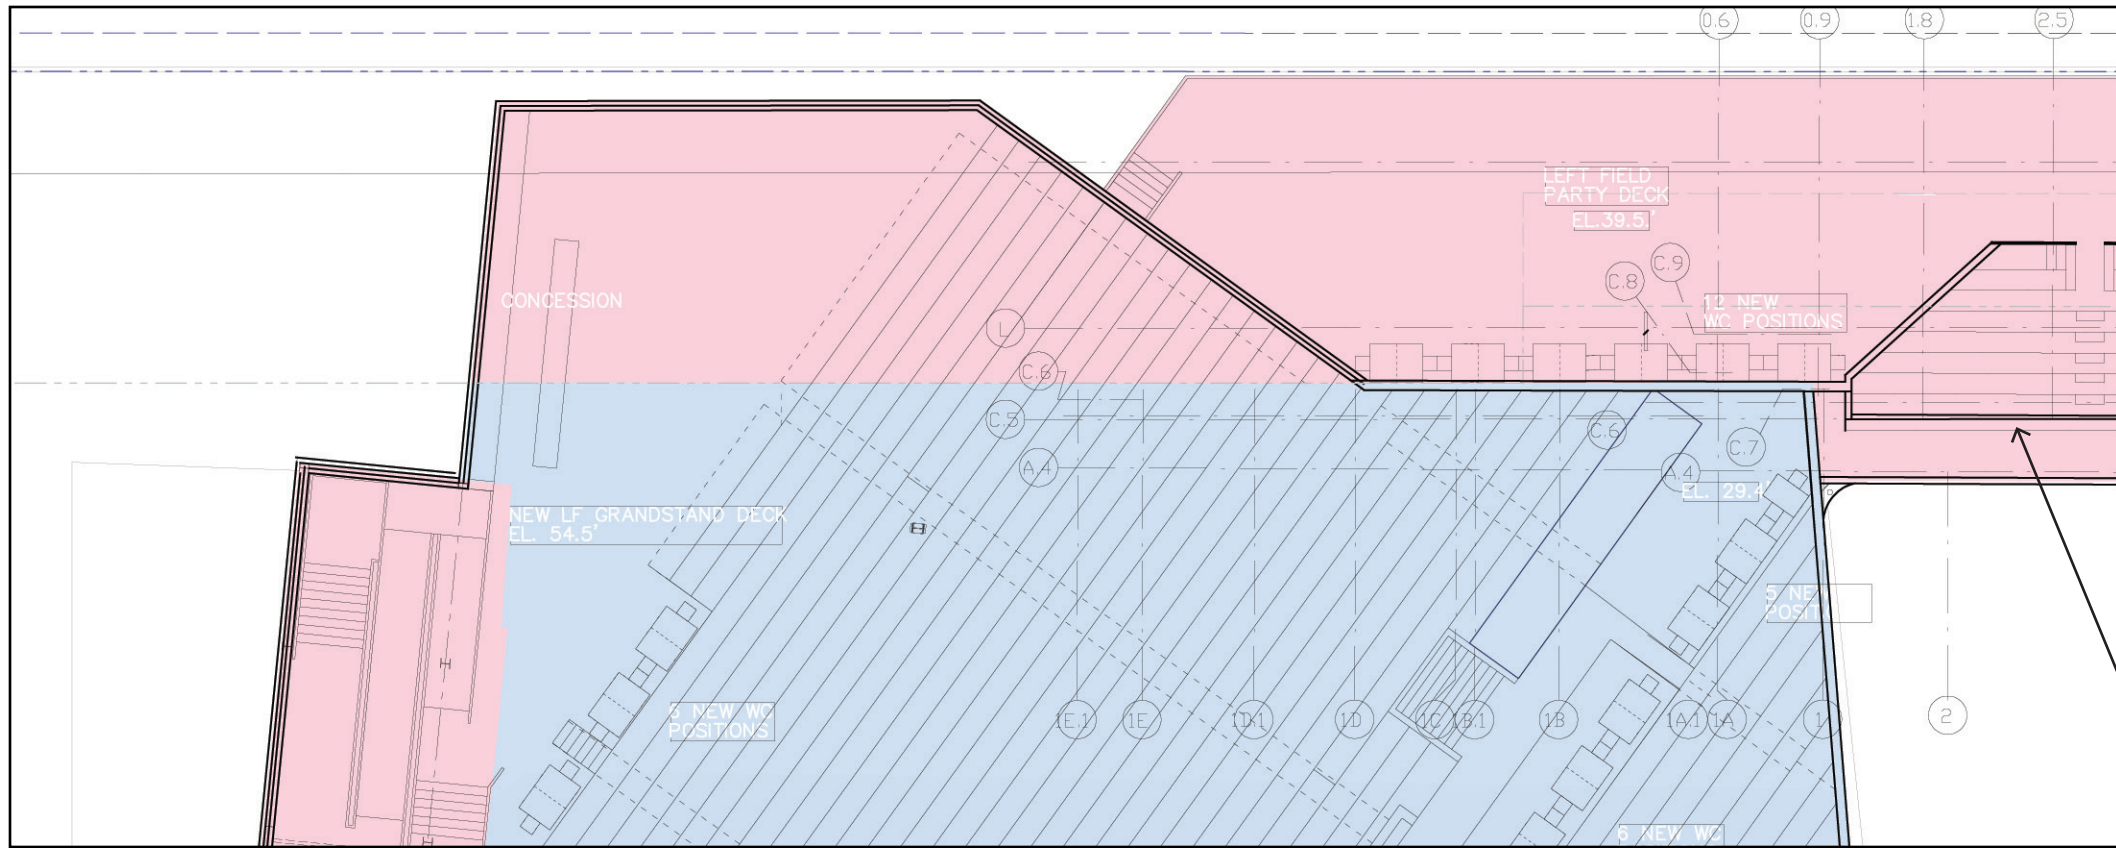 0.6
0.9
1.8
2.5
LEFT FIELD
PARTY DECK
EL.39.5.'
C.9
C.8
12 NEW
WC POSITIONS
CONCESSION
L
C.6
C.5
C.6
C.7
A.4
A.4
EL. 29.4'
NEW LF GRANDSTAND DECK
EL. 54.5'
5 NEW
POSIT
6 NEW WC
POSITIONS
1E.1
1E
1D.1
1D
1C
1B.1
1B
1A.1
1A
1
2
6 NEW WC